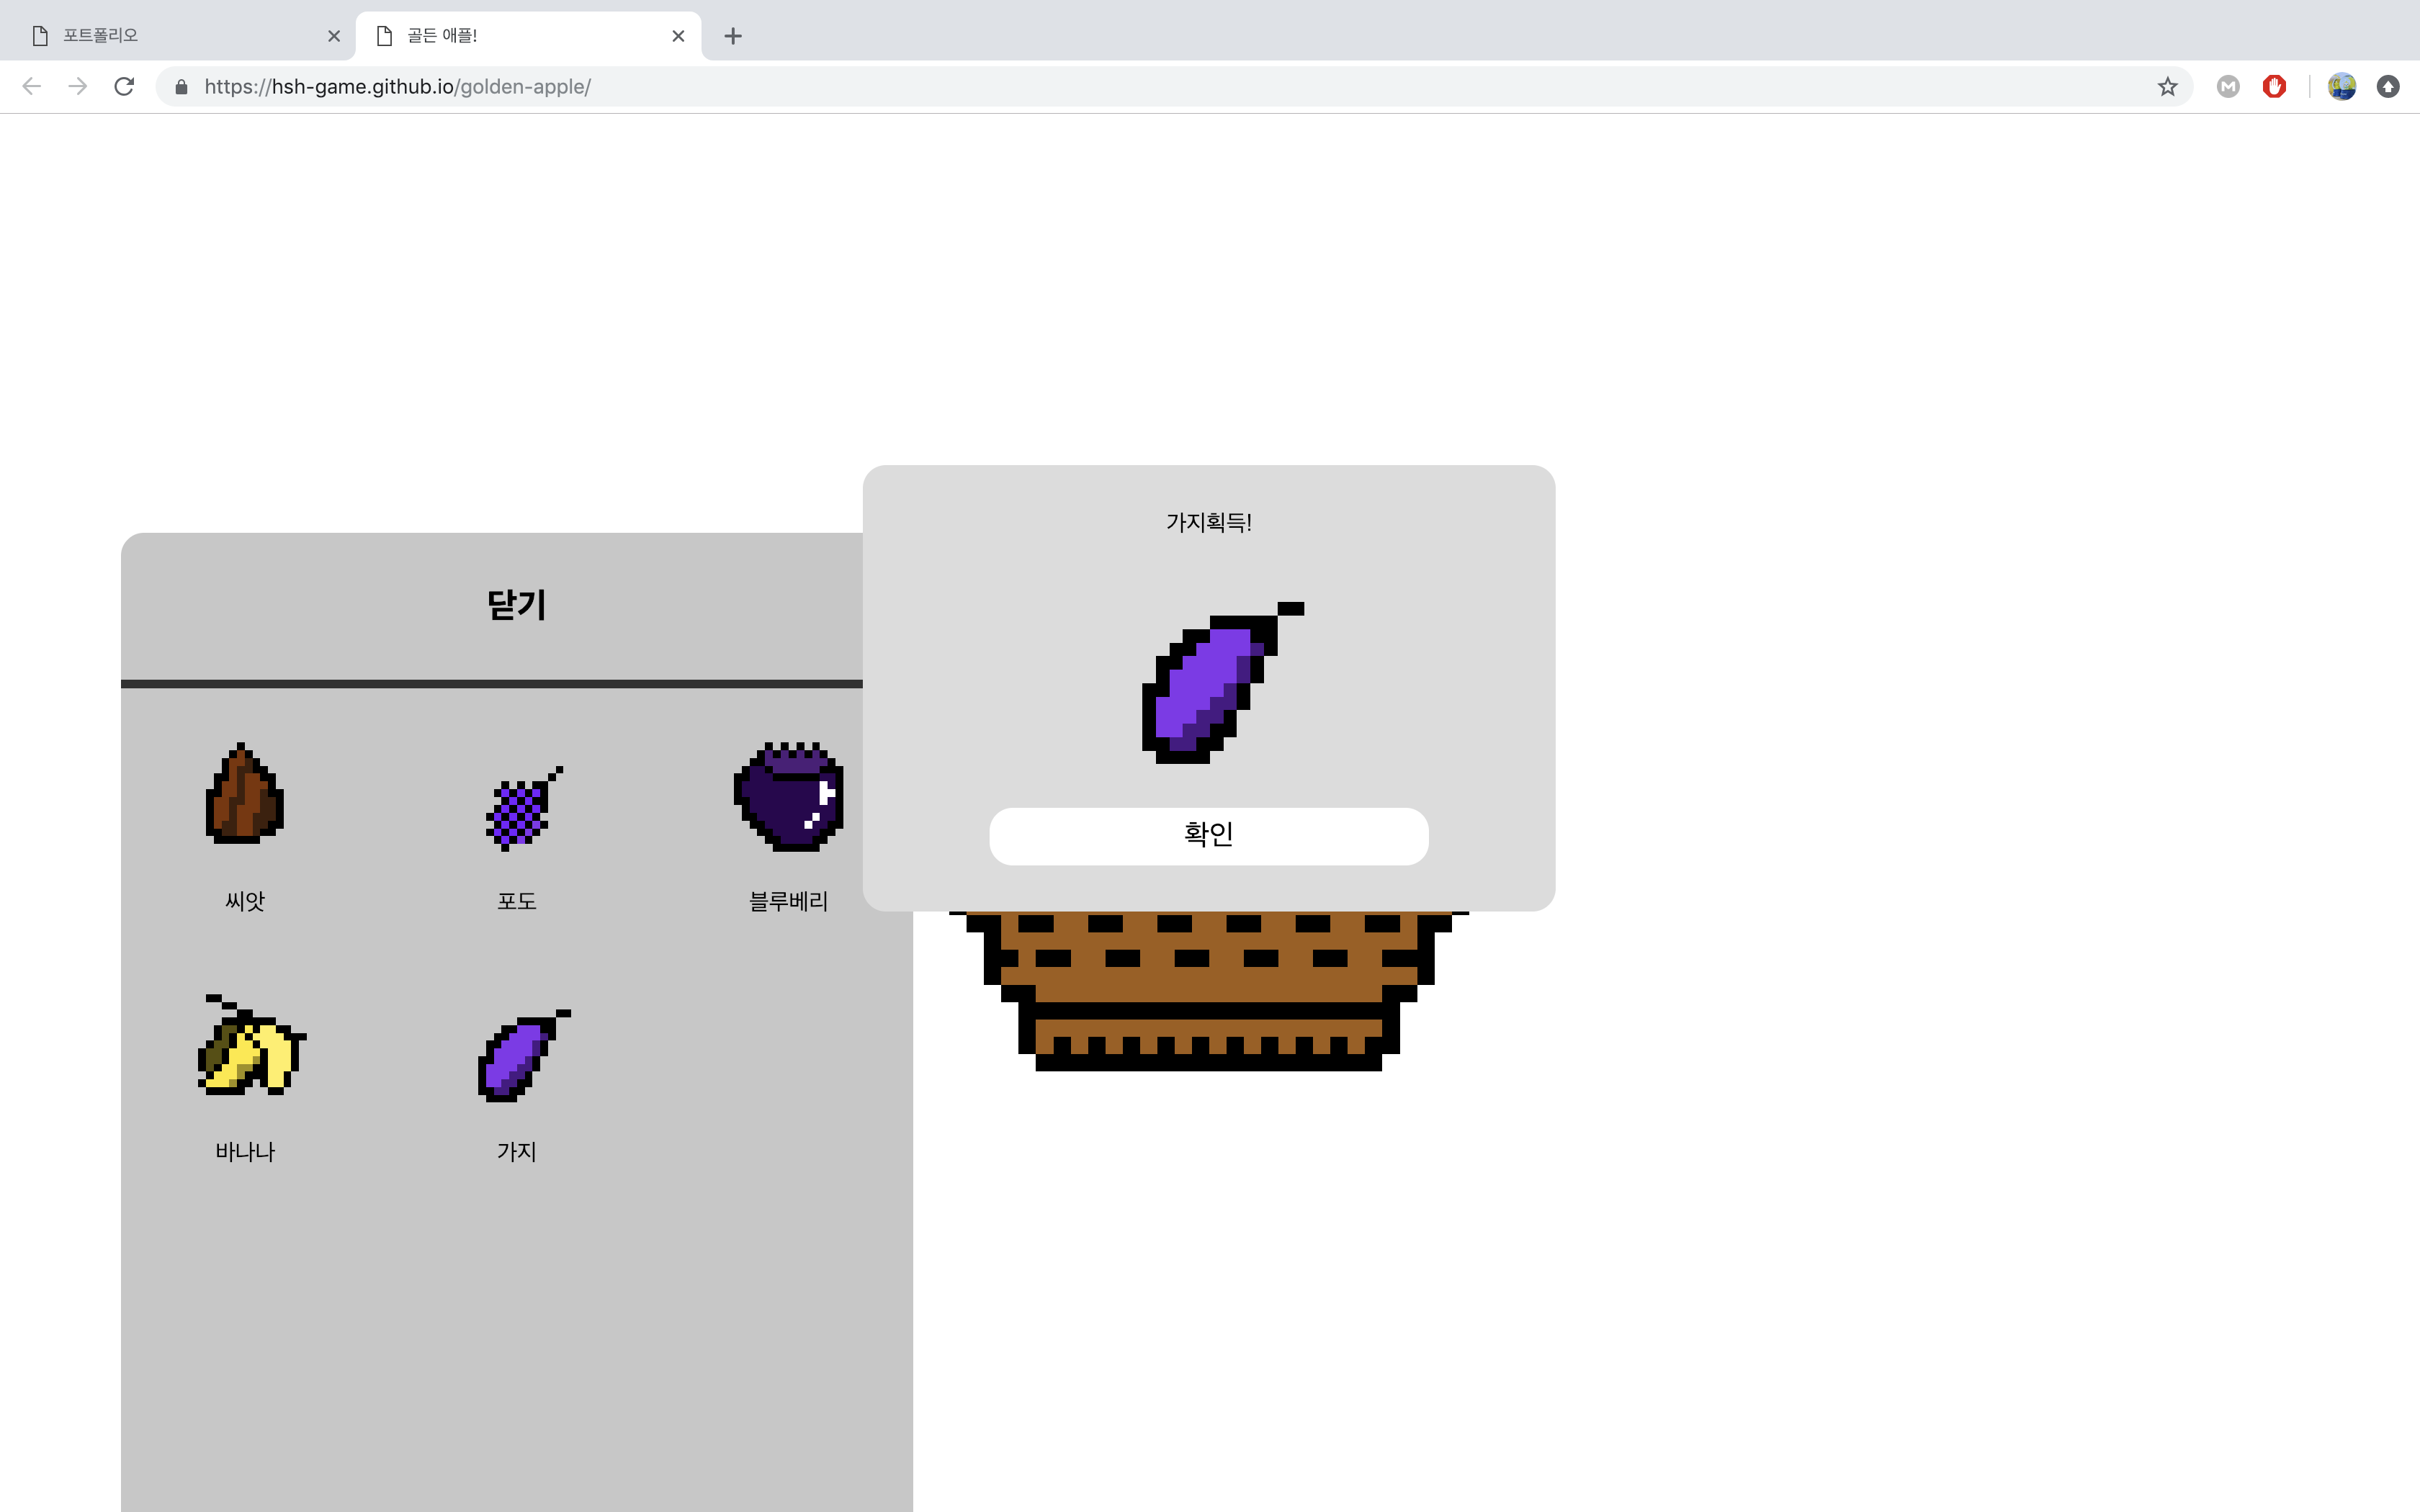 포트폴리오
골든 애플!
https://hsh-game.github.io/golden-apple/
가지획득!
확인
닫기
씨앗
포도
블루베리
바나나
가지